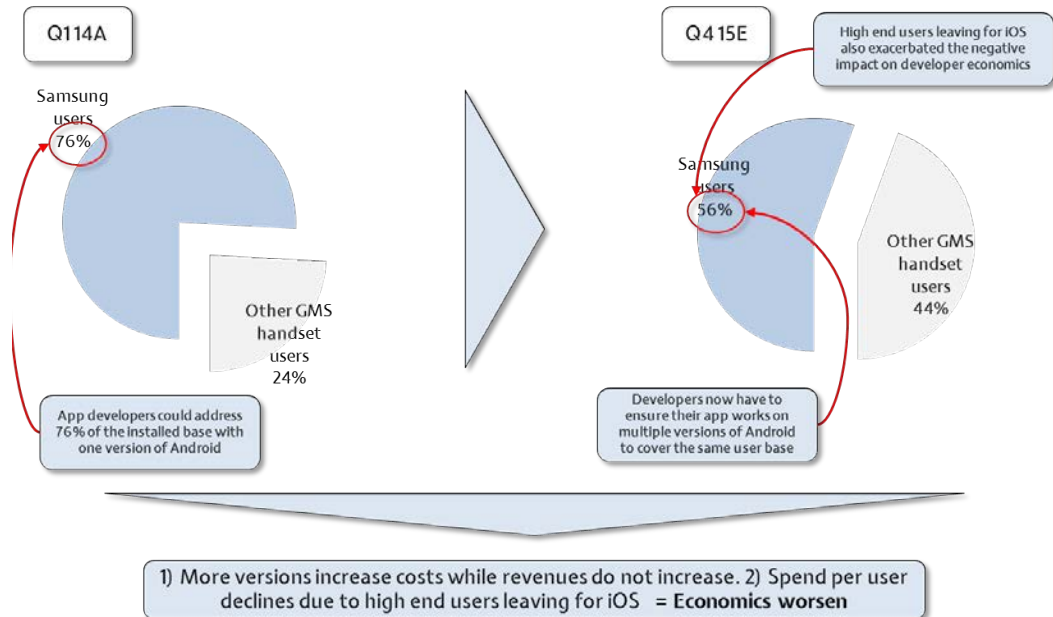 Q114A
Samsung
users
76%
Other GMS
handset
users
24%
App developers could address
76% of the installed base with
one version of Android
Q415E
High end users leaving for iOS
also exacerbated the negative
impact on developer economics
Samsung
users
56%
Other GMS
handset
users
44%
Developers now have to
ensure their app works on
multiple versions of Android
to cover the same user base
1) More versions increase costs while revenues do not increase. 2) Spend per user
declines due to high end users leaving for iOS = Economics worsen